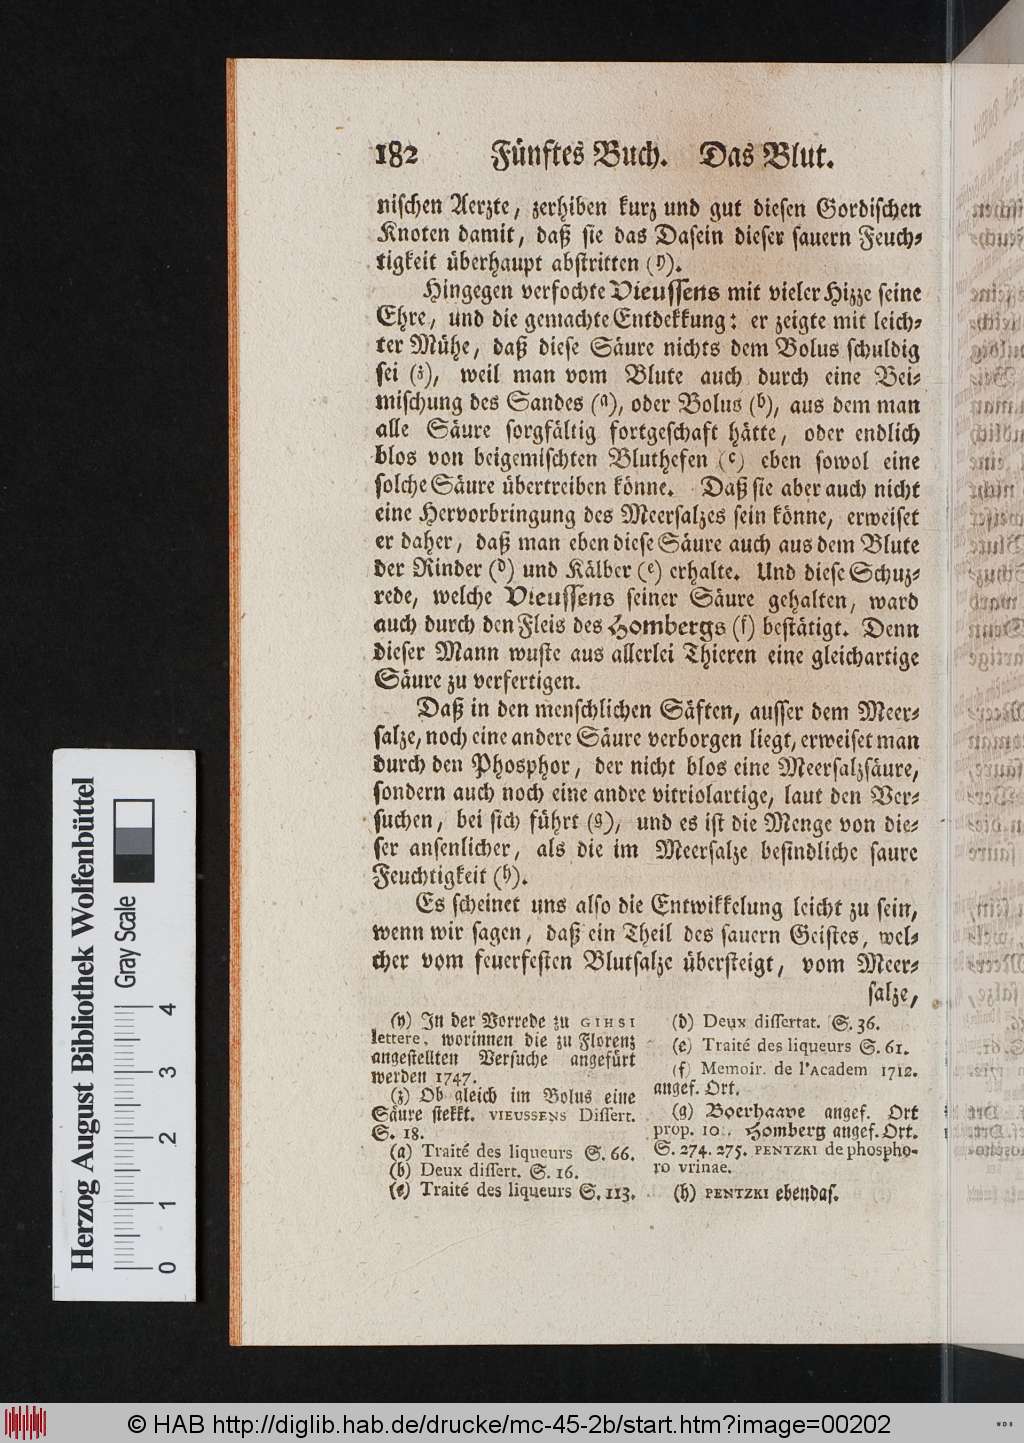 182 Fünftes Buch. Das Blut.
nischen Aerzte, zerhiben kurz und gut diesen Gordischen
Knoten damit, daß sie das Dasein dieser sauern Feuch-
tigkeit überhaupt abstritten (y).
Hingegen verfochte Vieussens mit vieler Hizze seine
Ehre, und die gemachte Entdekkung: er zeigte mit leich-
ter Mühe, daß diese Säure nichts dem Bolus schuldig
sei (z), weil man vom Blute auch durch eine Bei-
mischung des Sandes (a), oder Bolus (b), aus dem man
alle Säure sorgfältig fortgeschaft hätte, oder endlich
blos von beigemischten Bluthefen (c) eben sowol eine
solche Säure übertreiben könne. Daß sie aber auch nicht
eine Hervorbringung des Meersalzes sein könne, erweiset
er daher, daß man eben diese Säure auch aus dem Blute
der Rinder (d) und Kälber (e) erhalte. Und diese Schuz-
rede, welche Vieussens seiner Säure gehalten, ward
auch durch den Fleis des Hombergs (f) bestätigt. Denn
dieser Mann wuste aus allerlei Thieren eine gleichartige
Säure zu verfertigen.
Daß in den menschlichen Säften, ausser dem Meer-
salze, noch eine andere Säure verborgen liegt, erweiset man
durch den Phosphor, der nicht blos eine Meersalzsäure,
sondern auch noch eine andre vitriolartige, laut den Ver-
suchen, bei sich führt (g), und es ist die Menge von die-
ser ansenlicher, als die im Meersalze befindliche saure
Feuchtigkeit (h).
Es scheinet uns also die Entwikkelung leicht zu sein,
wenn wir sagen, daß ein Theil des sauern Geistes, wel-
cher vom feuerfesten Blutsalze übersteigt, vom Meer-
salze,
(y) In der Vorrede zu GIHSI
lettere, worinnen die zu Florenz
angestellten Versuche angefürt
werden 1747.
(z) Ob gleich im Bolus eine
Säure stekkt. VIEUSSENS Dissert.
S. 18.
(a) Traité des liqueurs S. 66.
(b) Deux dissert. S. 16.
(c) Traité des liqueurs S. 113.
(d) Deux dissertat. S. 36.
(e) Traité des liqueurs S. 61.
(f) Memoir. de l'Academ 1712.
angef. Ort.
(g) Boerhaave angef. Ort
prop. 10. Homberg angef. Ort.
S. 274. 275. PENTZKI de phospho-
ro vrinae.
(h) PENTZKI ebendas.
Herzog August Bibliothek Wolfenbüttel
Gray Scale
0 1 2 3 4
© HAB http://diglib.hab.de/drucke/mc-45-2b/start.htm?image=00202